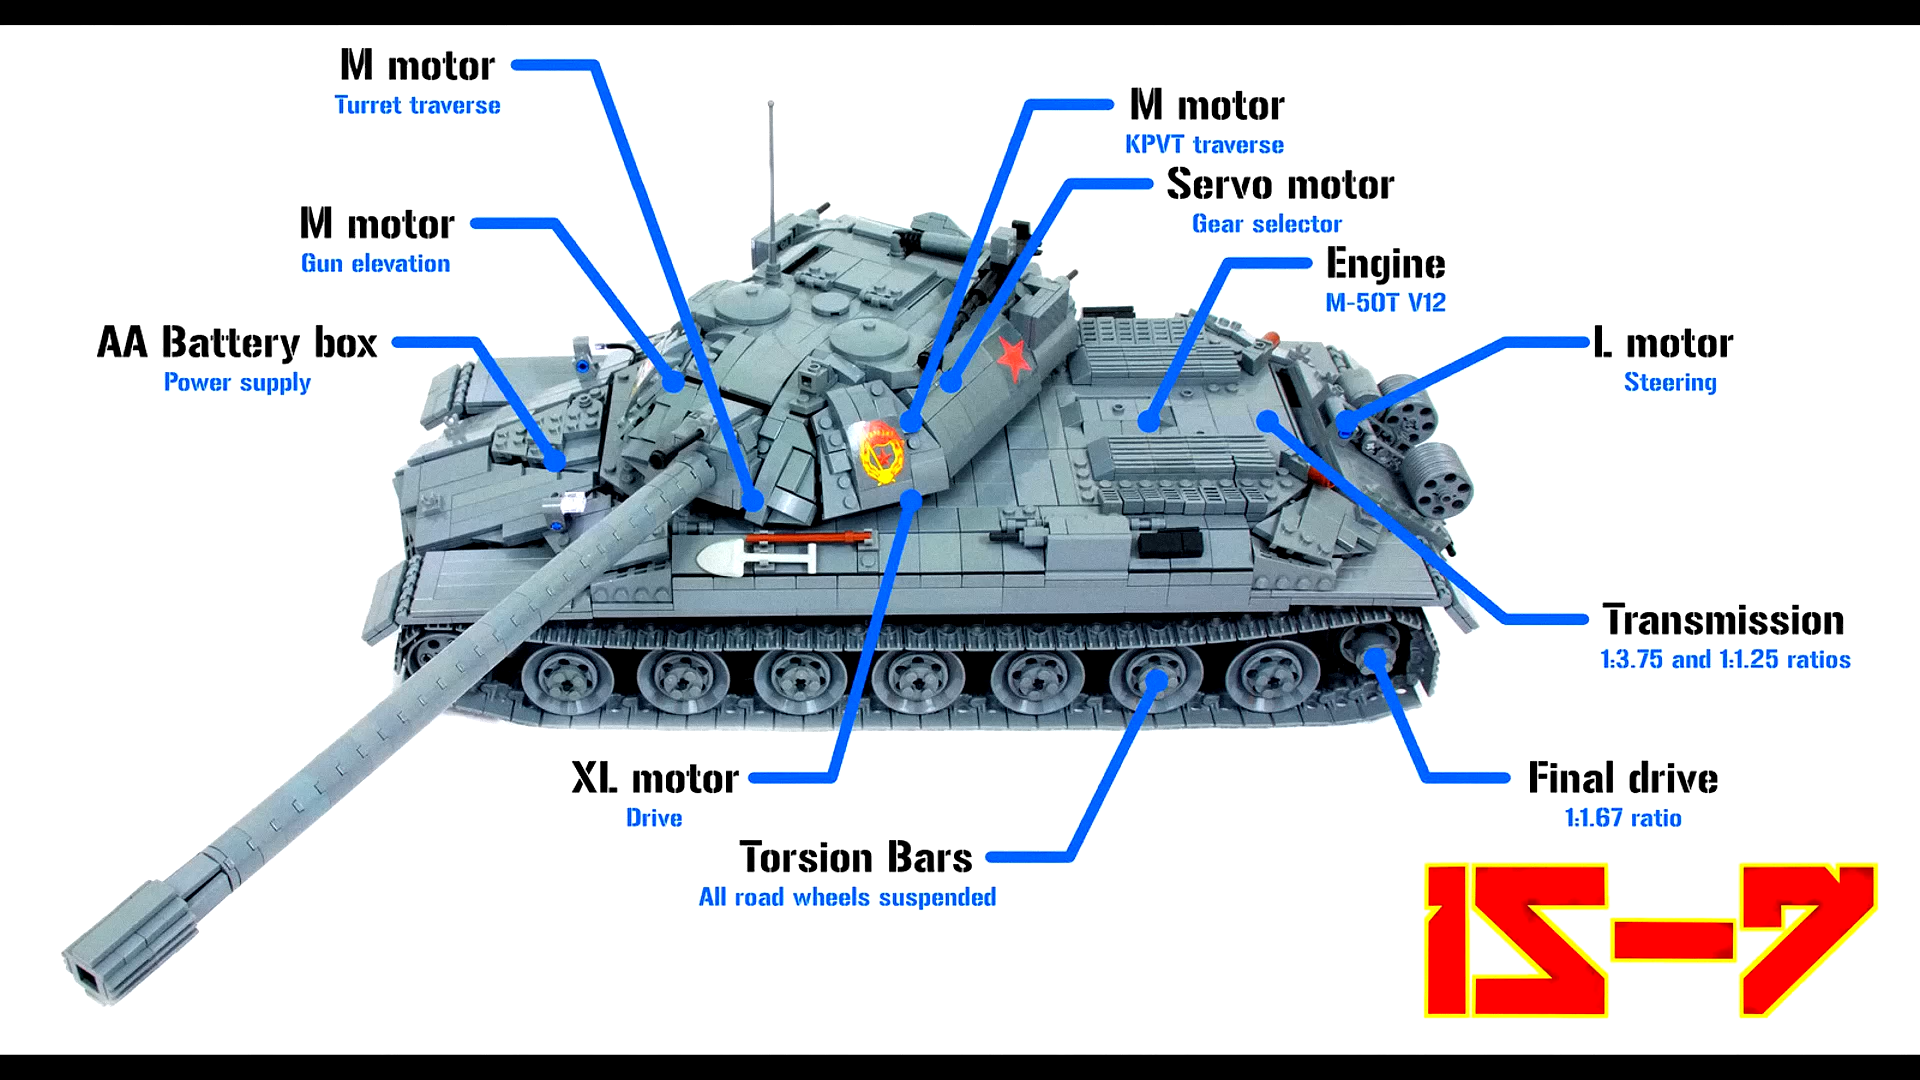 M motor
Turret traverse
M motor
KPVT traverse
Servo motor
Gear selector
M motor
Gun elevation
Engine
M-50T V12
AA Battery box
Power supply
L motor
Steering
Transmission
1:3.75 and 1:1.25 ratios
XL motor
Drive
Final drive
1:1.67 ratio
Torsion Bars
All road wheels suspended
IS-7